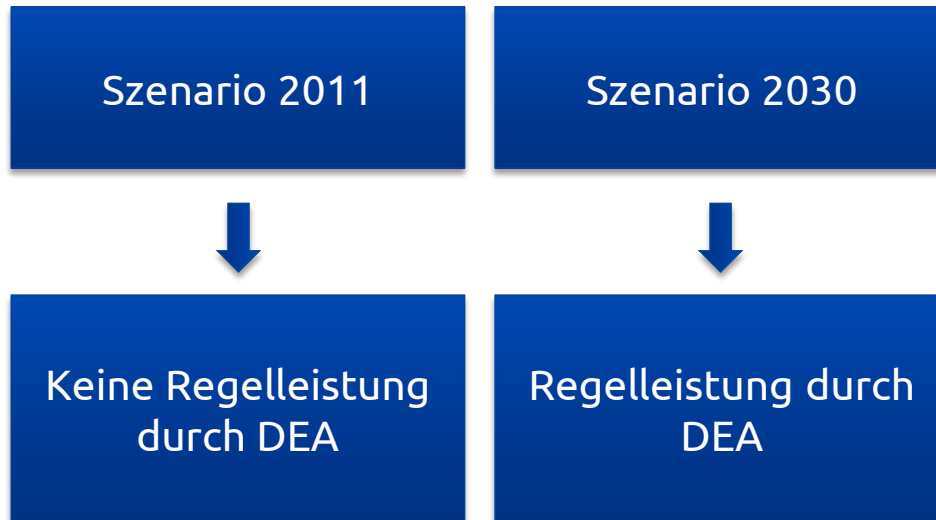 Szenario 2011
Szenario 2030
Keine Regelleistung
durch DEA
Regelleistung durch
DEA